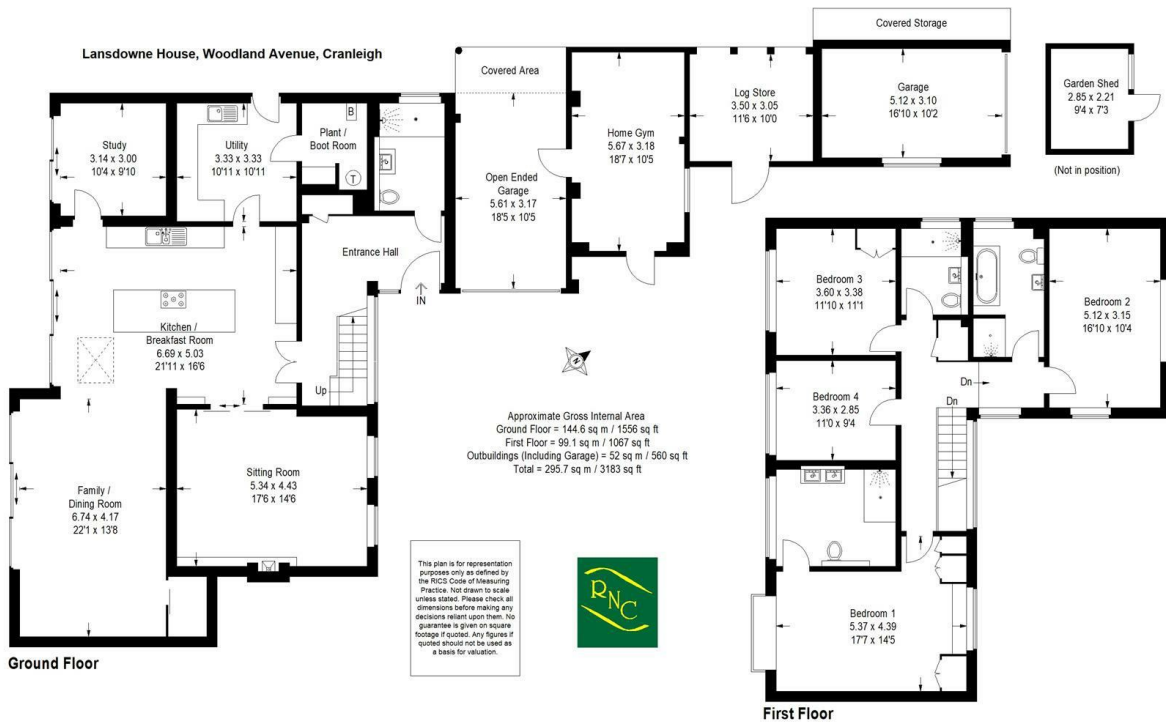 Lansdowne House, Woodland Avenue, Cranleigh
Covered Storage
Covered Area
Study
3.14 x 3.00
10'4 x 9'10
Utility
3.33 x 3.33
10'11 x 10'11
B
Plant /
Boot Room
T
Open Ended
Garage
5.61 x 3.17
18'5 x 10'5
Home Gym
5.67 x 3.18
18'7 x 10'5
Log Store
3.50 x 3.05
11'6 x 10'0
Garage
5.12 x 3.10
16'10 x 10'2
Garden Shed
2.85 x 2.21
9'4 x 7'3
(Not in position)
Entrance Hall
IN
Kitchen /
Breakfast Room
6.69 x 5.03
21'11 x 16'6
Up
Sitting Room
5.34 x 4.43
17'6 x 14'6
Family /
Dining Room
6.74 x 4.17
22'1 x 13'8
Ground Floor
N
Approximate Gross Internal Area
Ground Floor = 144.6 sq m / 1556 sq ft
First Floor = 99.1 sq m / 1067 sq ft
Outbuildings (Including Garage) = 52 sq m / 560 sq ft
Total = 295.7 sq m / 3183 sq ft
This plan is for representation
purposes only as defined by
the RICS Code of Measuring
Practice. Not drawn to scale
unless stated. Please check all
dimensions before making any
decisions reliant upon them. No
guarantee is given on square
footage if quoted. Any figures if
quoted should not be used as
a basis for valuation.
RNC
Bedroom 3
3.60 x 3.38
11'10 x 11'1
Bedroom 2
5.12 x 3.15
16'10 x 10'4
Bedroom 4
3.36 x 2.85
11'0 x 9'4
Dn
Dn
Bedroom 1
5.37 x 4.39
17'7 x 14'5
First Floor